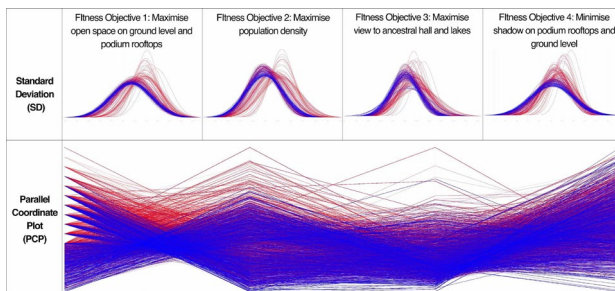 FItness Objective 1: Maximise
open space on ground level and
podium rooftops
FItness Objective 2: Maximise
population density
FItness Objective 3: Maximise
view to ancestral hall and lakes
FItness Objective 4: Minimise
shadow on podium rooftops and
ground level
Standard
Deviation
(SD)
Parallel
Coordinate
Plot
(PCP)